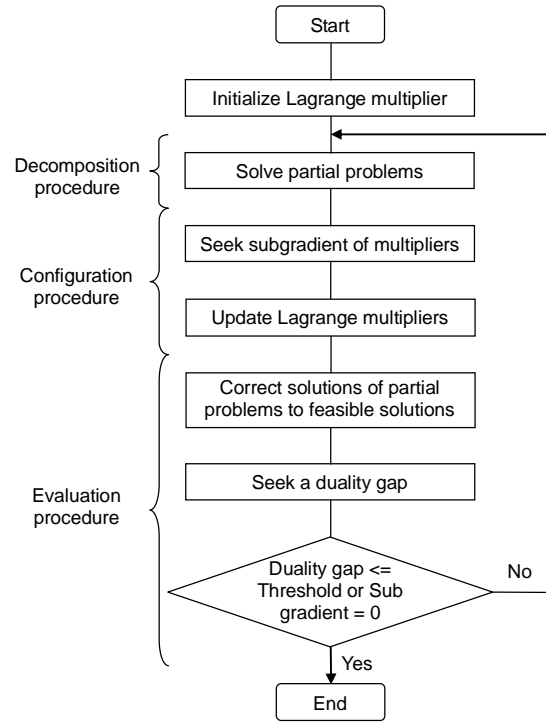 Start
Initialize Lagrange multiplier
Decomposition
procedure
Solve partial problems
Seek subgradient of multipliers
Configuration
procedure
Update Lagrange multipliers
Correct solutions of partial
problems to feasible solutions
Seek a duality gap
Evaluation
procedure
Duality gap <=
Threshold or Sub
gradient = 0
No
Yes
End